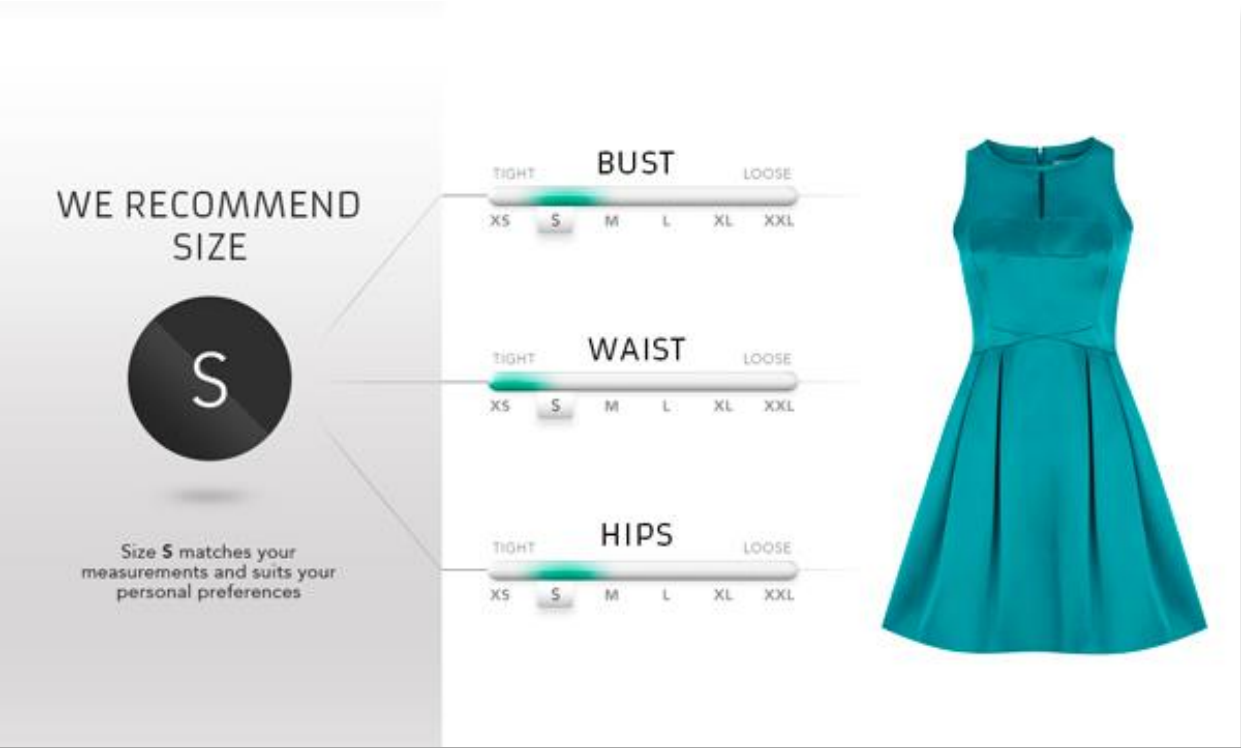 WE RECOMMEND
SIZE
S
Size S matches your
measurements and suits your
personal preferences
BUST
TIGHT LOOSE
XS S M L XL XXL
WAIST
TIGHT LOOSE
XS S M L XL XXL
HIPS
TIGHT LOOSE
XS S M L XL XXL